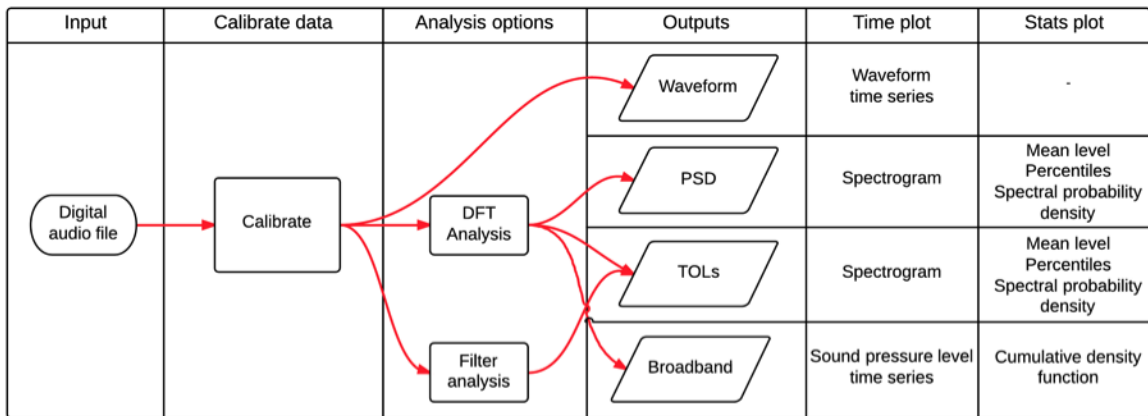 Input
Calibrate data
Analysis options
Outputs
Time plot
Stats plot
Digital
audio file
Calibrate
DFT
Analysis
Filter
analysis
Waveform
Waveform
time series
-
PSD
Spectrogram
Mean level
Percentiles
Spectral probability
density
TOLs
Spectrogram
Mean level
Percentiles
Spectral probability
density
Broadband
Sound pressure level
time series
Cumulative density
function